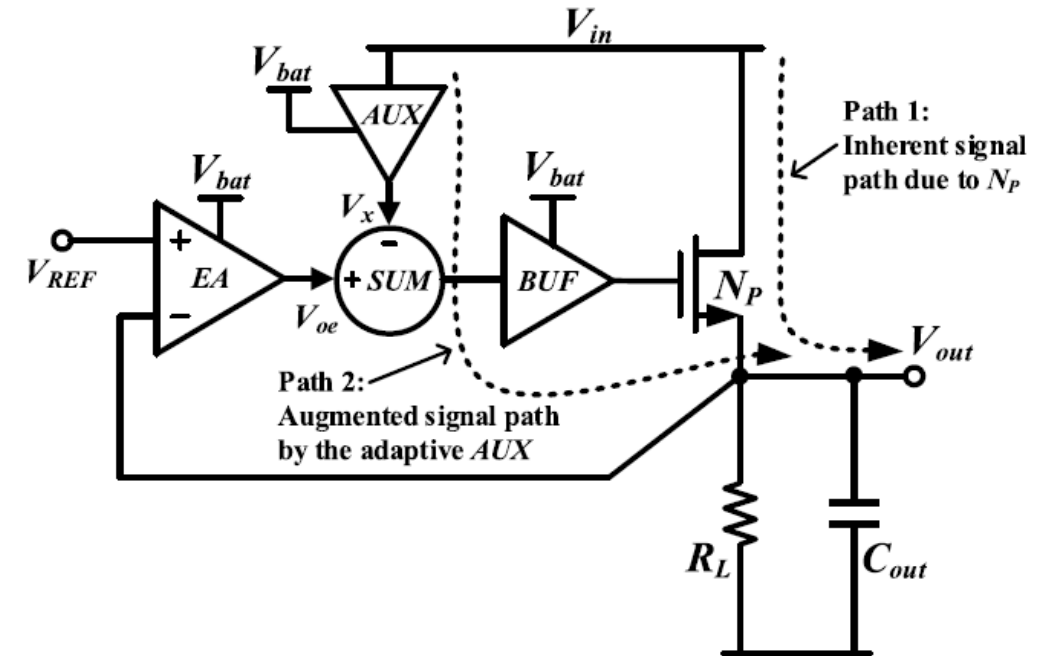 V_in
V_bat
AUX
Path 1:
Inherent signal
path due to N_P
V_bat
V_bat
V_x
-
+
V_REF
EA
+ SUM
BUF
N_P
−
V_oe
V_out
Path 2:
Augmented signal path
by the adaptive AUX
R_L
C_out